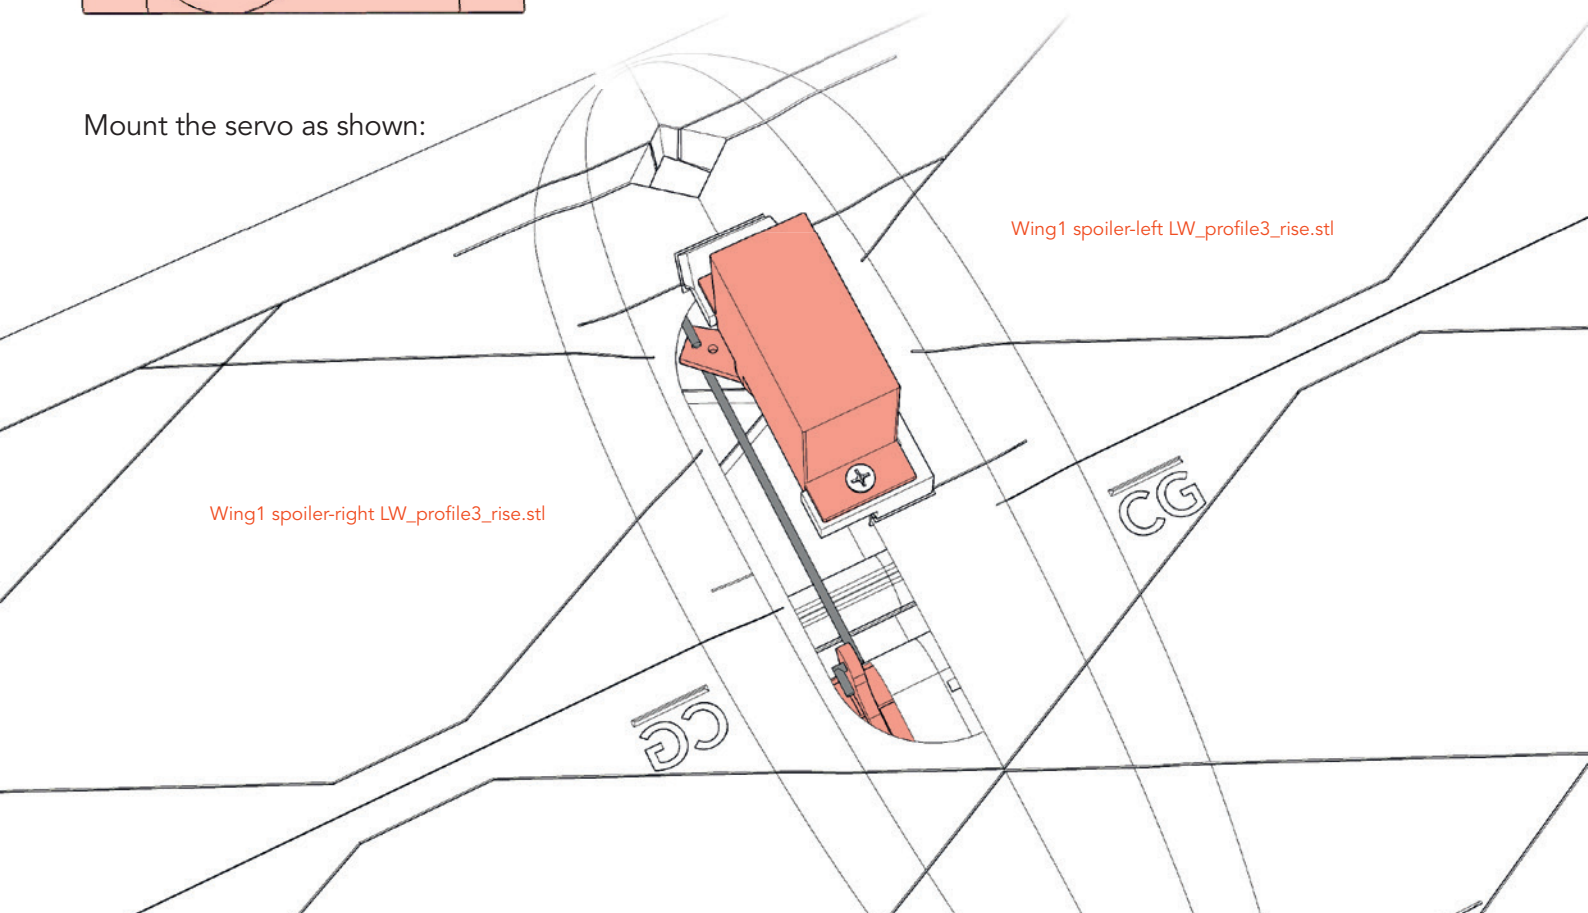 Mount the servo as shown:
Wing1 spoiler-left LW_profile3_rise.stl
CG
Wing1 spoiler-right LW_profile3_rise.stl
CG